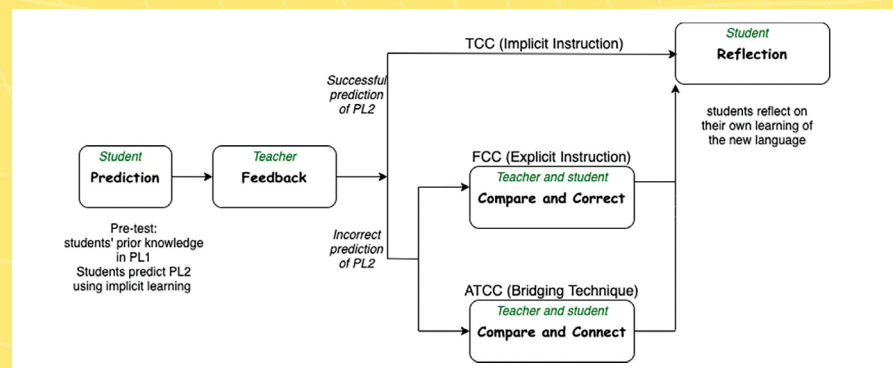 TCC (Implicit Instruction)
Student
Reflection
Successful
prediction
of PL2
students reflect on
their own learning of
the new language
Student
Prediction
Teacher
Feedback
FCC (Explicit Instruction)
Teacher and student
Compare and Correct
Pre-test:
students' prior knowledge
in PL1
Students predict PL2
using implicit learning
Incorrect
prediction
of PL2
ATCC (Bridging Technique)
Teacher and student
Compare and Connect